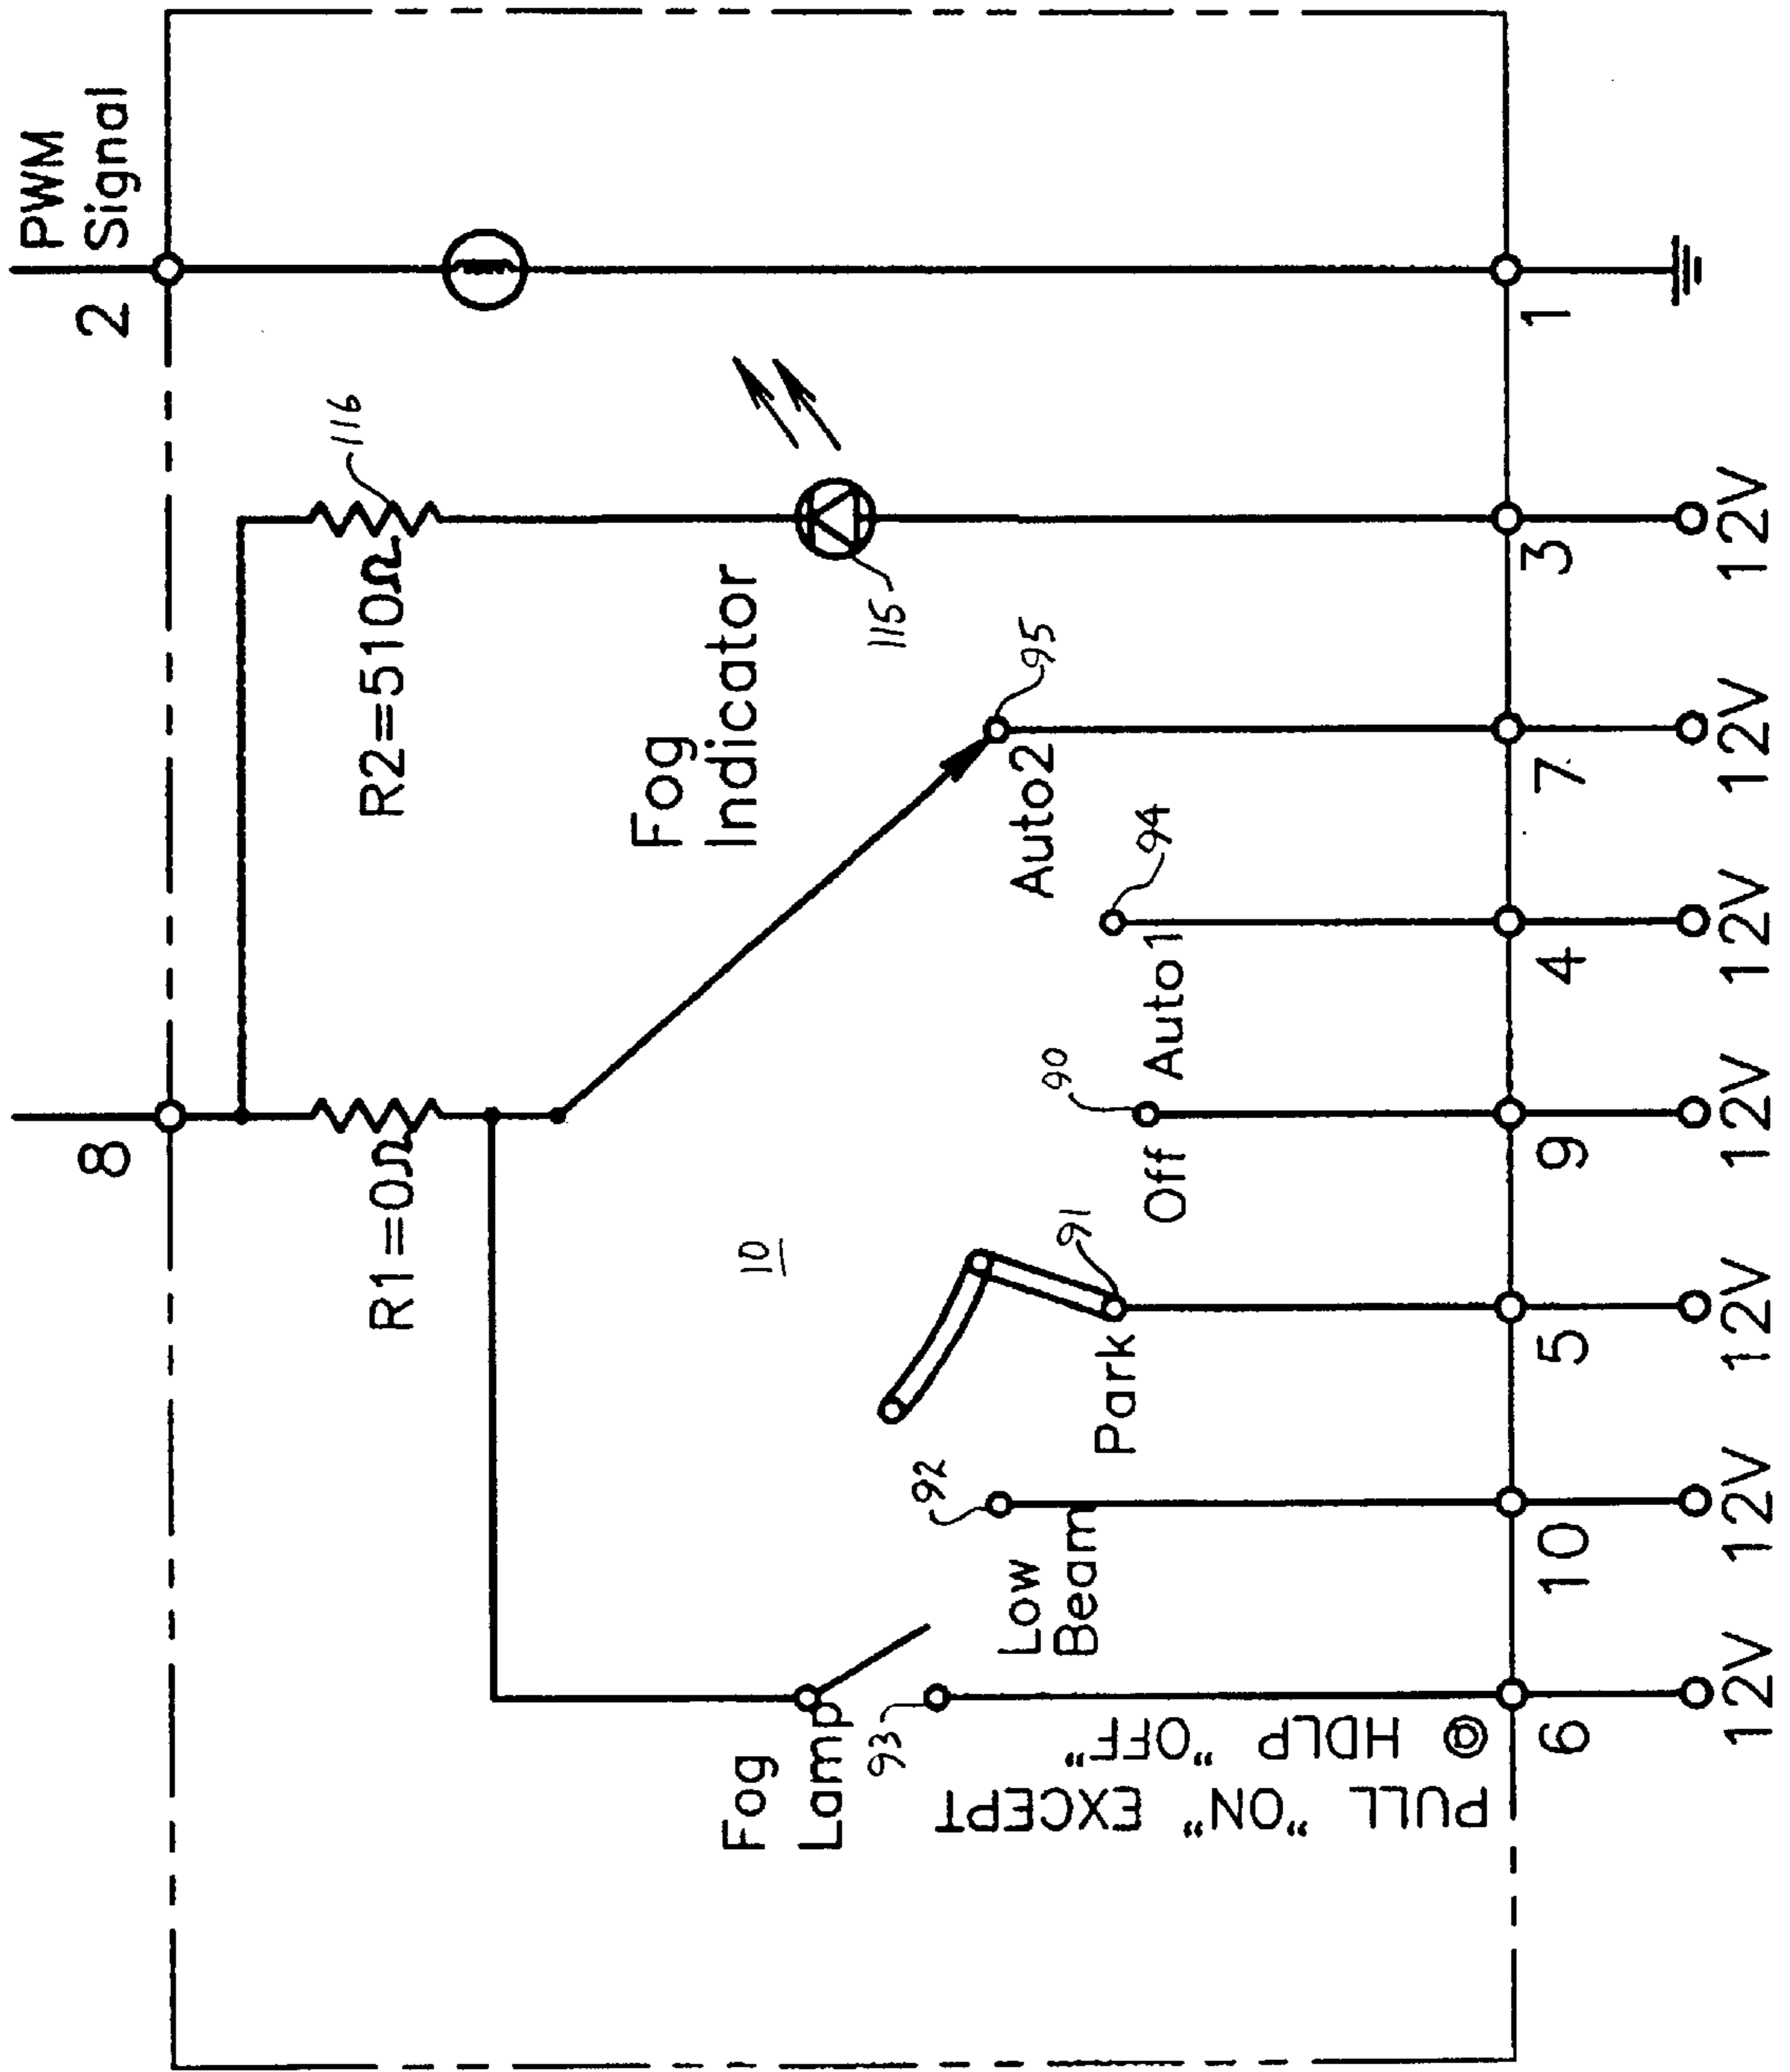 PWM
Signal
2
8
116
R2=510Ω
R1=0Ω
Fog
Indicator
115
10
95
Auto2
94
Auto1
90
Off
91
Park
92
Low
Beam
Fog
Lamp
93
PULL "ON" EXCEPT
@ HDLP "OFF"
6
10
5
9
4
7
3
1
12V
12V
12V
12V
12V
12V
12V